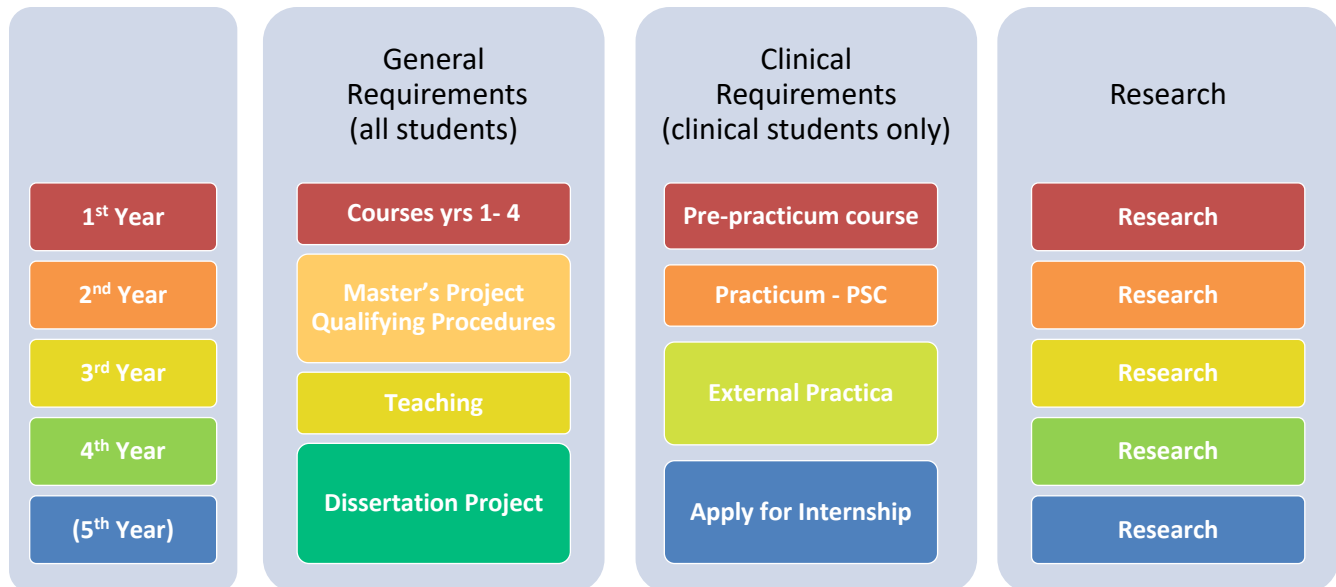 General
Requirements
(all students)
Clinical
Requirements
(clinical students only)
Research
1st Year
2nd Year
3rd Year
4th Year
(5th Year)
Courses yrs 1- 4
Master’s Project
Qualifying Procedures
Teaching
Dissertation Project
Pre-practicum course
Practicum - PSC
External Practica
Apply for Internship
Research
Research
Research
Research
Research